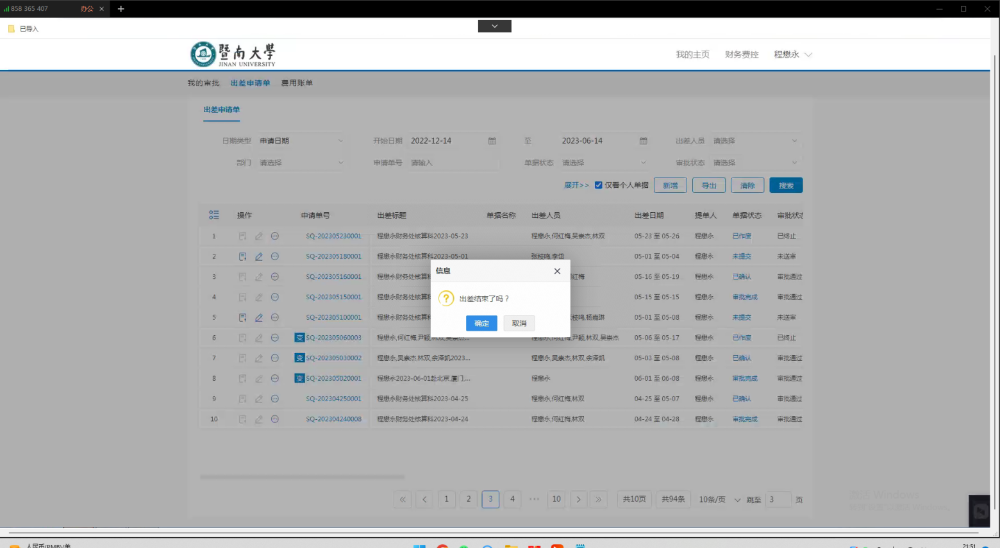 858 365 407 办公
已导入
暨南大学
JINAN UNIVERSITY
我的主页 财务费控 程懋永
我的审批 出差申请单 费用账单
出差申请单
日期类型 申请日期 开始日期 2022-12-14 至 2023-06-14 出差人员 请选择
部门 请选择 申请单号 请输入 单据状态 请选择 审批状态 请选择
展开>> 仅看个人单据 新增 导出 清除 搜索
操作 申请单号 出差标题 单据名称 出差人员 出差日期 提单人 单据状态 审批状态
1 SQ-202305230001 程懋永财务处核算科2023-05-23 程懋永,何红梅,吴崇杰,林双 05-23 至 05-26 程懋永 已作废 已终止
2 SQ-202305180001 程懋永财务处核算科2023-05-01 张枝鸣,李岱 05-01 至 05-04 程懋永 未提交 未送审
3 SQ-202305160001 程懋永财务处核算科 红梅 05-16 至 05-19 程懋永 已确认 审批通过
4 SQ-202305150001 程懋永财务处核算科 05-15 至 05-15 程懋永 审批完成 审批通过
5 SQ-202305100001 程懋永财务处核算科 枝鸣,杨嘉琳 05-01 至 05-08 程懋永 未提交 未送审
6 变 SQ-202305060003 程懋永,何红梅,尹颖,林双,吴崇杰... 程懋永,何红梅,尹颖,林双,吴崇杰 05-06 至 05-17 程懋永 已作废 已终止
7 变 SQ-202305030002 程懋永,吴崇杰,林双,余泽凯2023... 程懋永,吴崇杰,林双,余泽凯 05-03 至 05-08 程懋永 已确认 审批通过
8 变 SQ-202305020001 程懋永2023-06-01赴北京,厦门,... 程懋永 06-01 至 06-08 程懋永 审批完成 审批通过
9 SQ-202304250001 程懋永财务处核算科2023-04-25 程懋永,何红梅,林双 04-25 至 05-07 程懋永 已确认 审批通过
10 SQ-202304240008 程懋永财务处核算科2023-04-24 程懋永,何红梅,林双 04-24 至 04-28 程懋永 审批完成 审批通过
信息
? 出差结束了吗？
确定 取消
« < 1 2 3 4 ••• 10 > » 共10页 共94条 10条/页 跳至 3 页
激活 Windows
人民币(RMB)/美
21:51